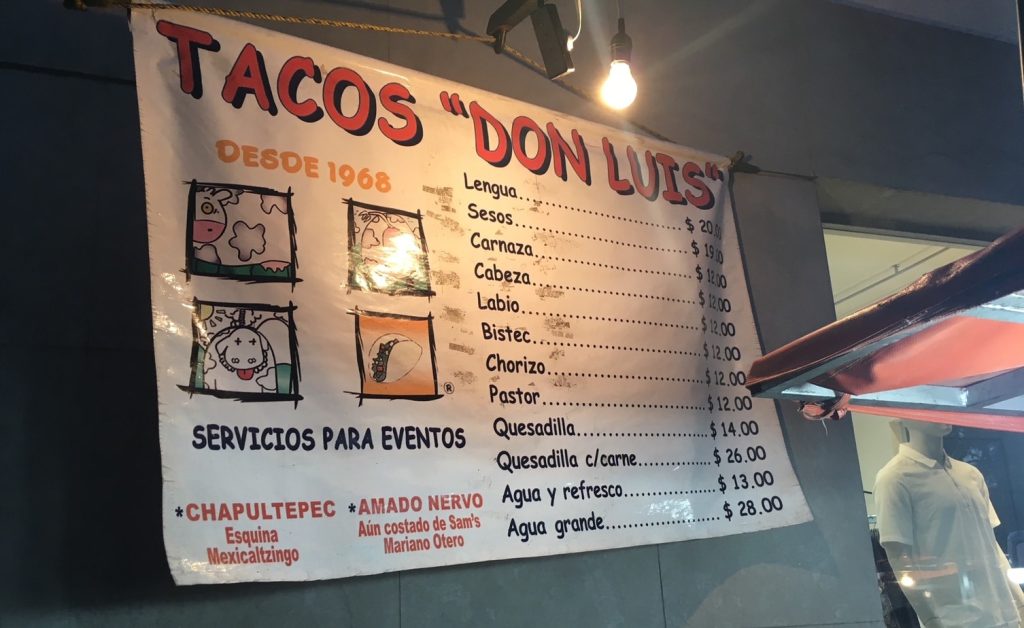 TACOS "DON LUIS"
DESDE 1968
Lengua........................ $ 20.00
Sesos........................ $ 19.00
Carnaza........................ $ 12.00
Cabeza........................ $ 12.00
Labio........................ $ 12.00
Bistec........................ $ 12.00
Chorizo........................ $ 12.00
Pastor........................ $ 12.00
Quesadilla........................ $ 14.00
Quesadilla c/carne............... $ 26.00
Agua y refresco................... $ 13.00
Agua grande...................... $ 28.00
®
SERVICIOS PARA EVENTOS
*CHAPULTEPEC
Esquina
Mexicaltzingo
*AMADO NERVO
Aún costado de Sam's
Mariano Otero